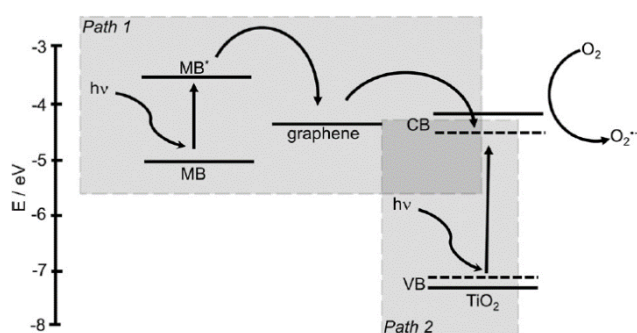 Path 1
-3
-4
-5
-6
-7
-8
E / eV
hν
MB*
MB
graphene
CB
O₂
O₂•-
hν
VB
TiO₂
Path 2